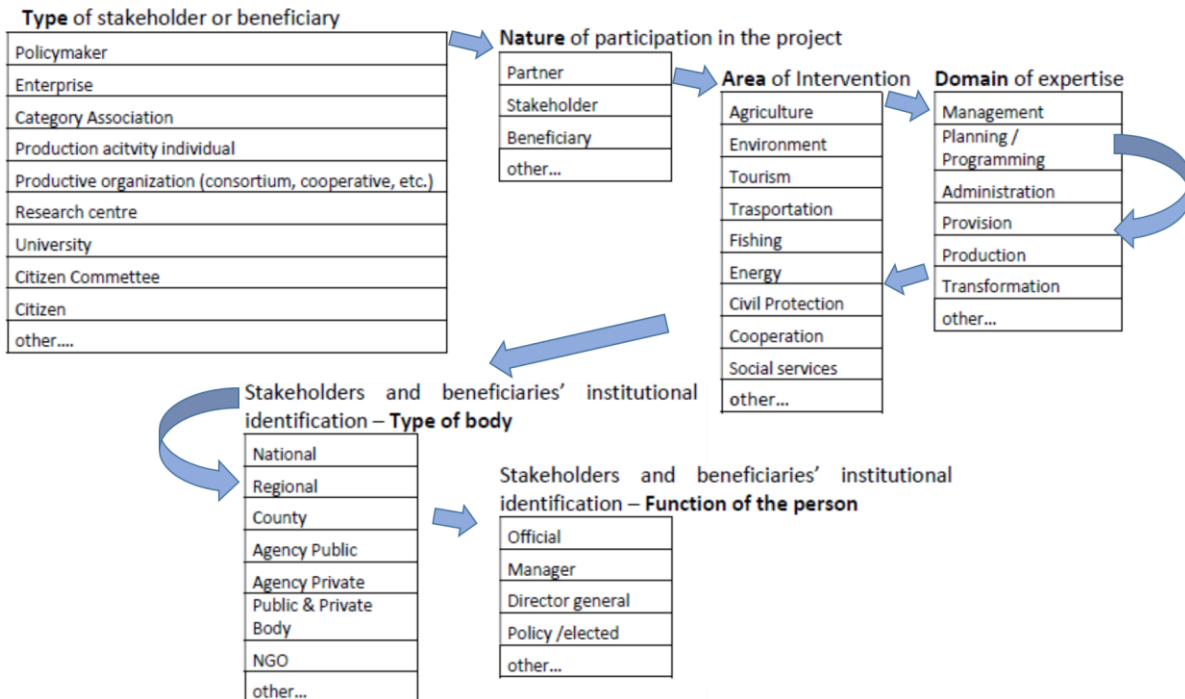 Type of stakeholder or beneficiary
Policymaker
Enterprise
Category Association
Production acitvity individual
Productive organization (consortium, cooperative, etc.)
Research centre
University
Citizen Commettee
Citizen
other....
Nature of participation in the project
Partner
Stakeholder
Beneficiary
other...
Area of Intervention
Agriculture
Environment
Tourism
Trasportation
Fishing
Energy
Civil Protection
Cooperation
Social services
other...
Domain of expertise
Management
Planning /
Programming
Administration
Provision
Production
Transformation
other...
Stakeholders and beneficiaries' institutional
identification – Type of body
National
Regional
County
Agency Public
Agency Private
Public & Private
Body
NGO
other...
Stakeholders and beneficiaries' institutional
identification – Function of the person
Official
Manager
Director general
Policy /elected
other...